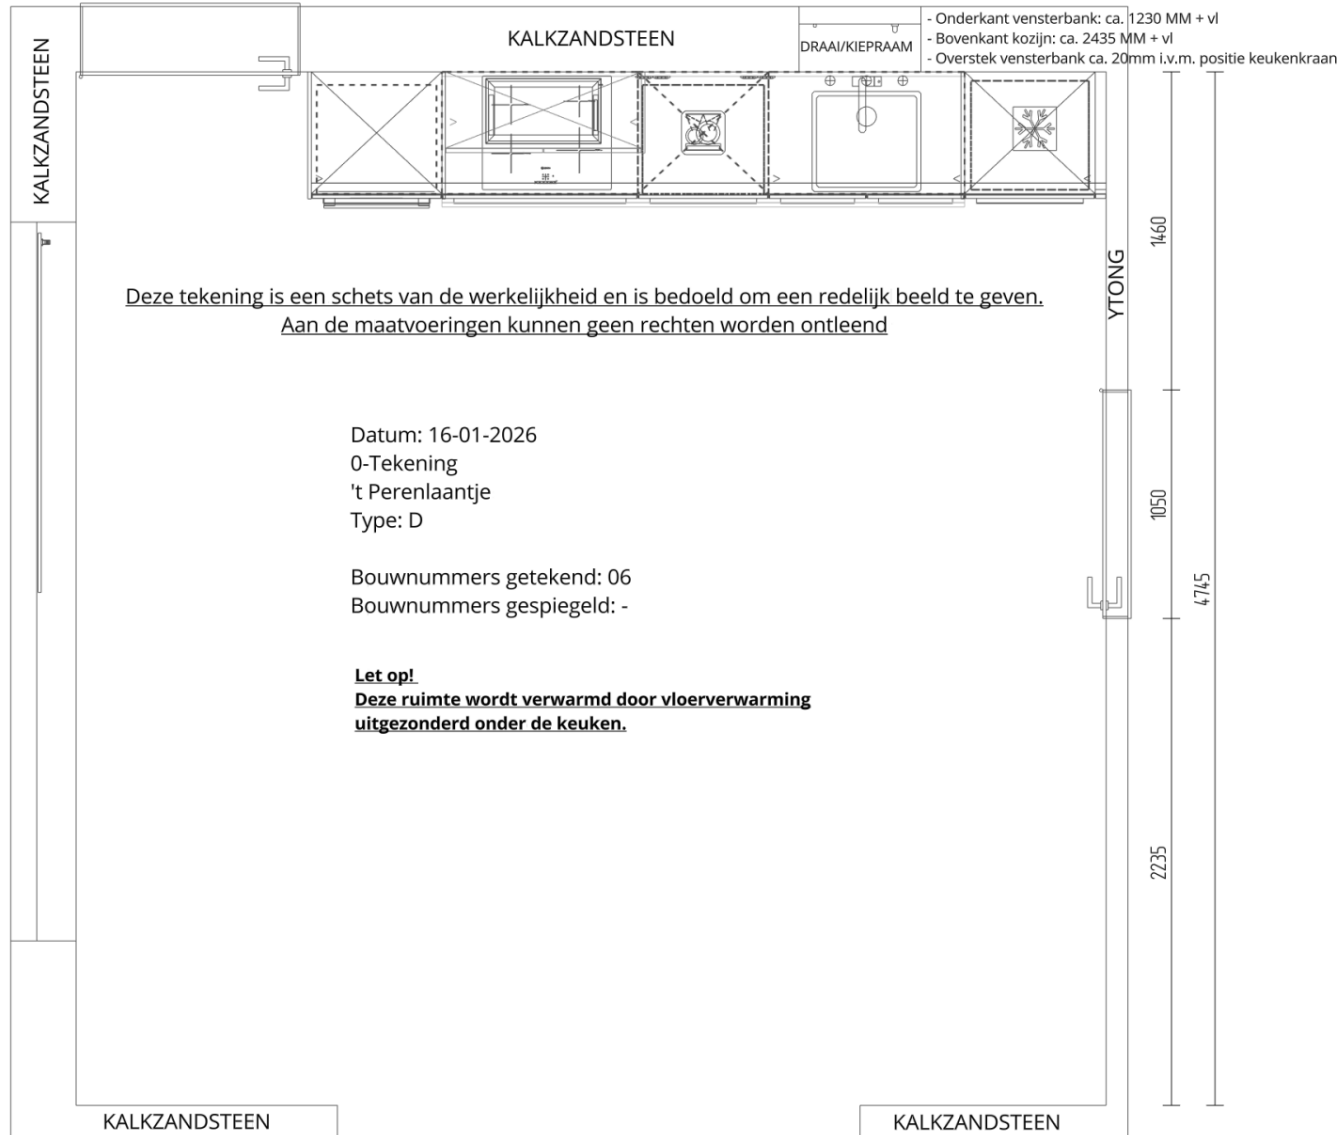 KALKZANDSTEEN
KALKZANDSTEEN
DRAAI/KIEPRAAM
- Onderkant vensterbank: ca. 1230 MM + vl
- Bovenkant kozijn: ca. 2435 MM + vl
- Overstek vensterbank ca. 20mm i.v.m. positie keukenkraan
1460
YTONG
Deze tekening is een schets van de werkelijkheid en is bedoeld om een redelijk beeld te geven.
Aan de maatvoeringen kunnen geen rechten worden ontleend
Datum: 16-01-2026
0-Tekening
't Perenlaantje
Type: D
1050
4745
Bouwnummers getekend: 06
Bouwnummers gespiegeld: -
Let op!
Deze ruimte wordt verwarmd door vloerverwarming
uitgezonderd onder de keuken.
2235
KALKZANDSTEEN
KALKZANDSTEEN